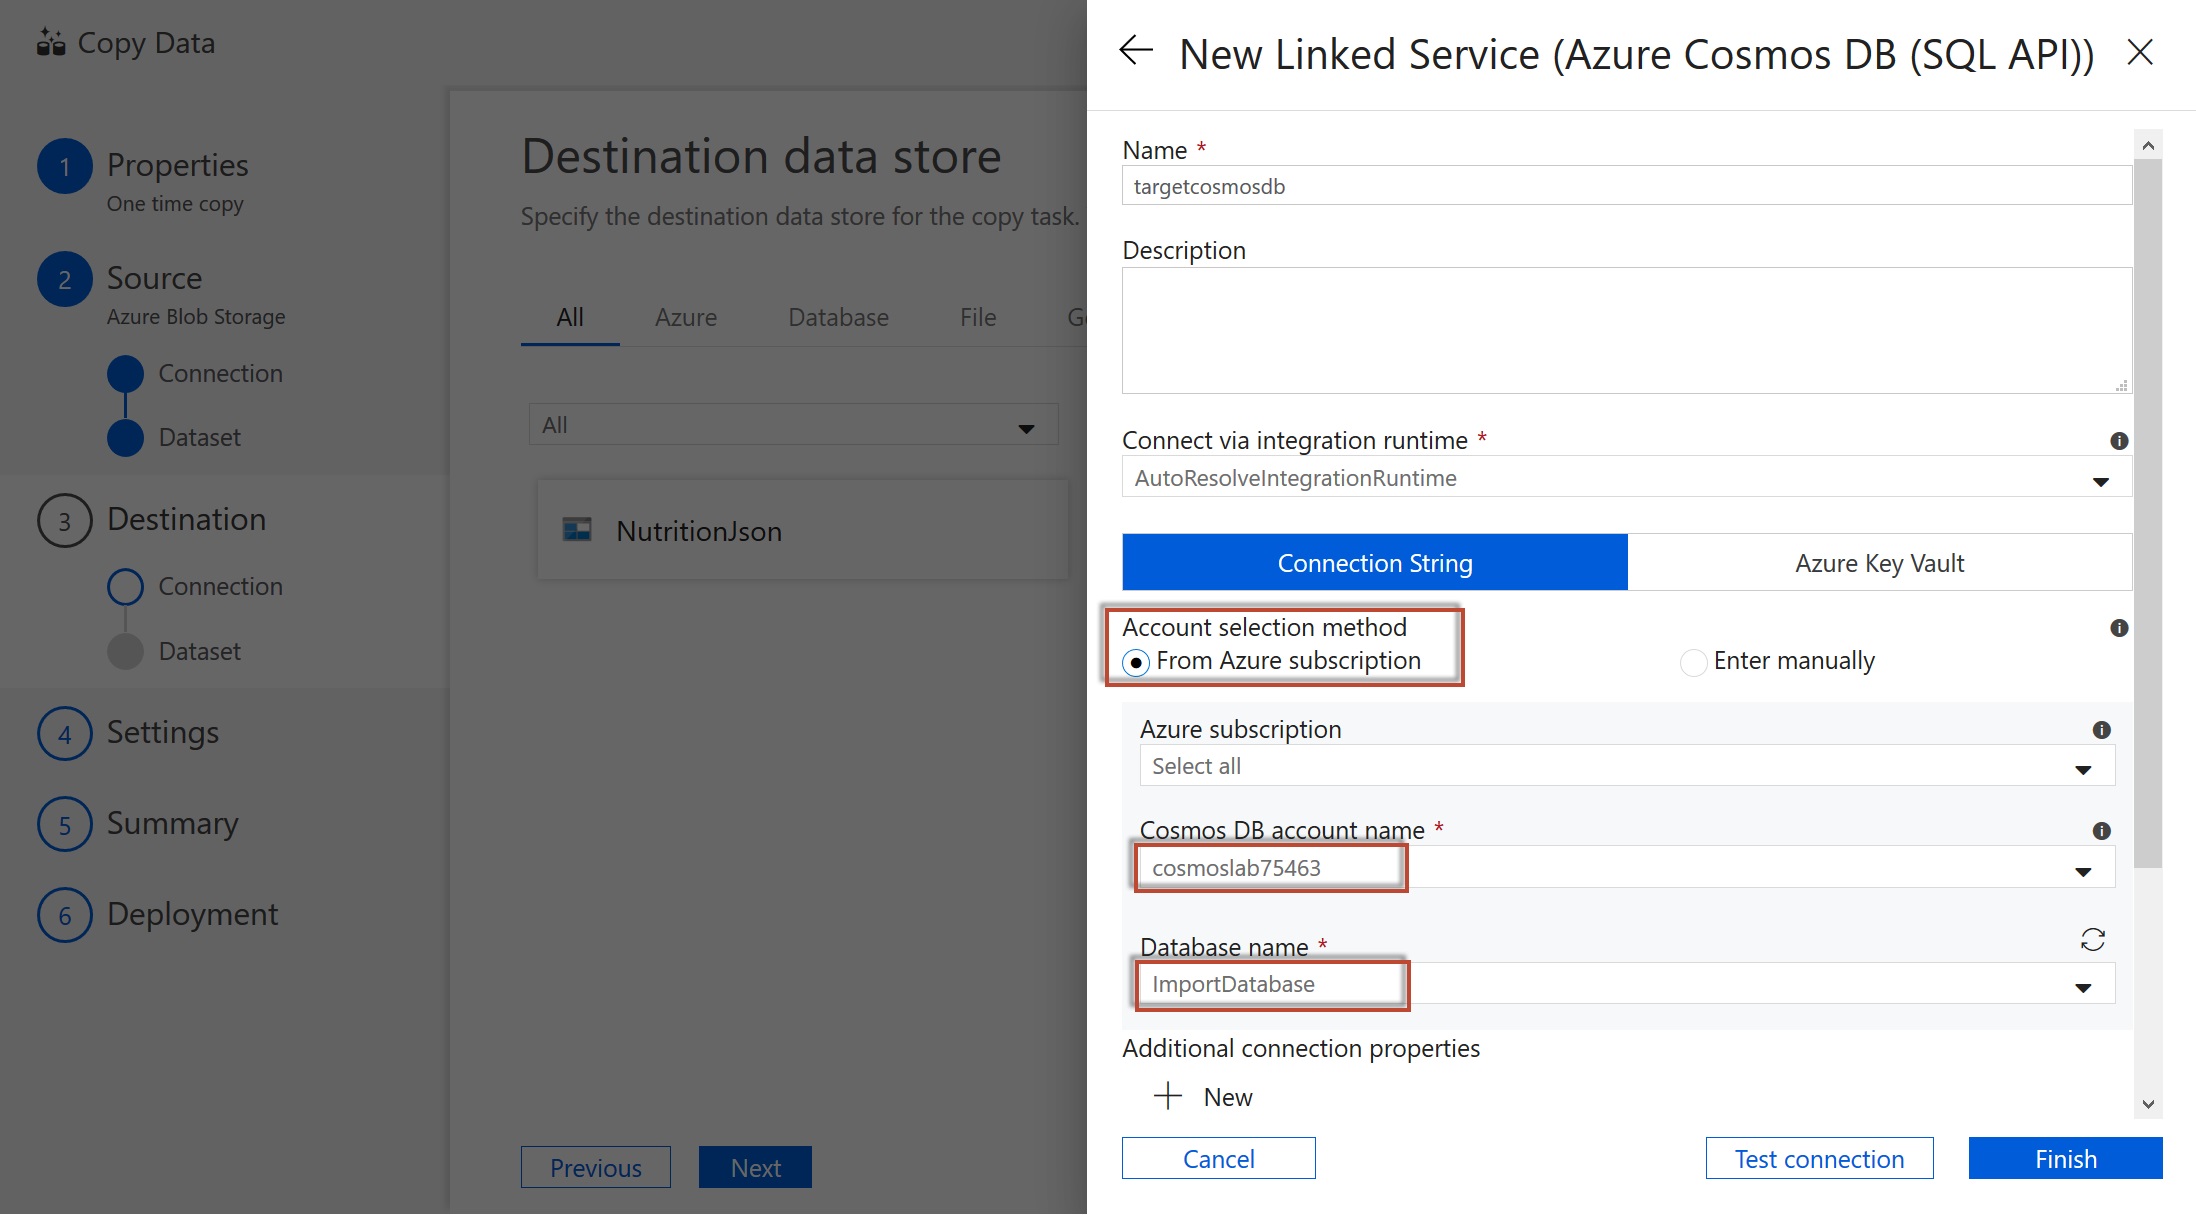 Copy Data
1
Properties
One time copy
2
Source
Azure Blob Storage
Connection
Dataset
3
Destination
Connection
Dataset
4
Settings
5
Summary
6
Deployment
Destination data store
Specify the destination data store for the copy task.
All
Azure
Database
File
All
NutritionJson
Previous
Next
New Linked Service (Azure Cosmos DB (SQL API))
Name *
targetcosmosdb
Description
Connect via integration runtime *
AutoResolveIntegrationRuntime
Connection String
Azure Key Vault
Account selection method
From Azure subscription
Enter manually
Azure subscription
Select all
Cosmos DB account name *
cosmoslab75463
Database name *
ImportDatabase
Additional connection properties
New
Cancel
Test connection
Finish